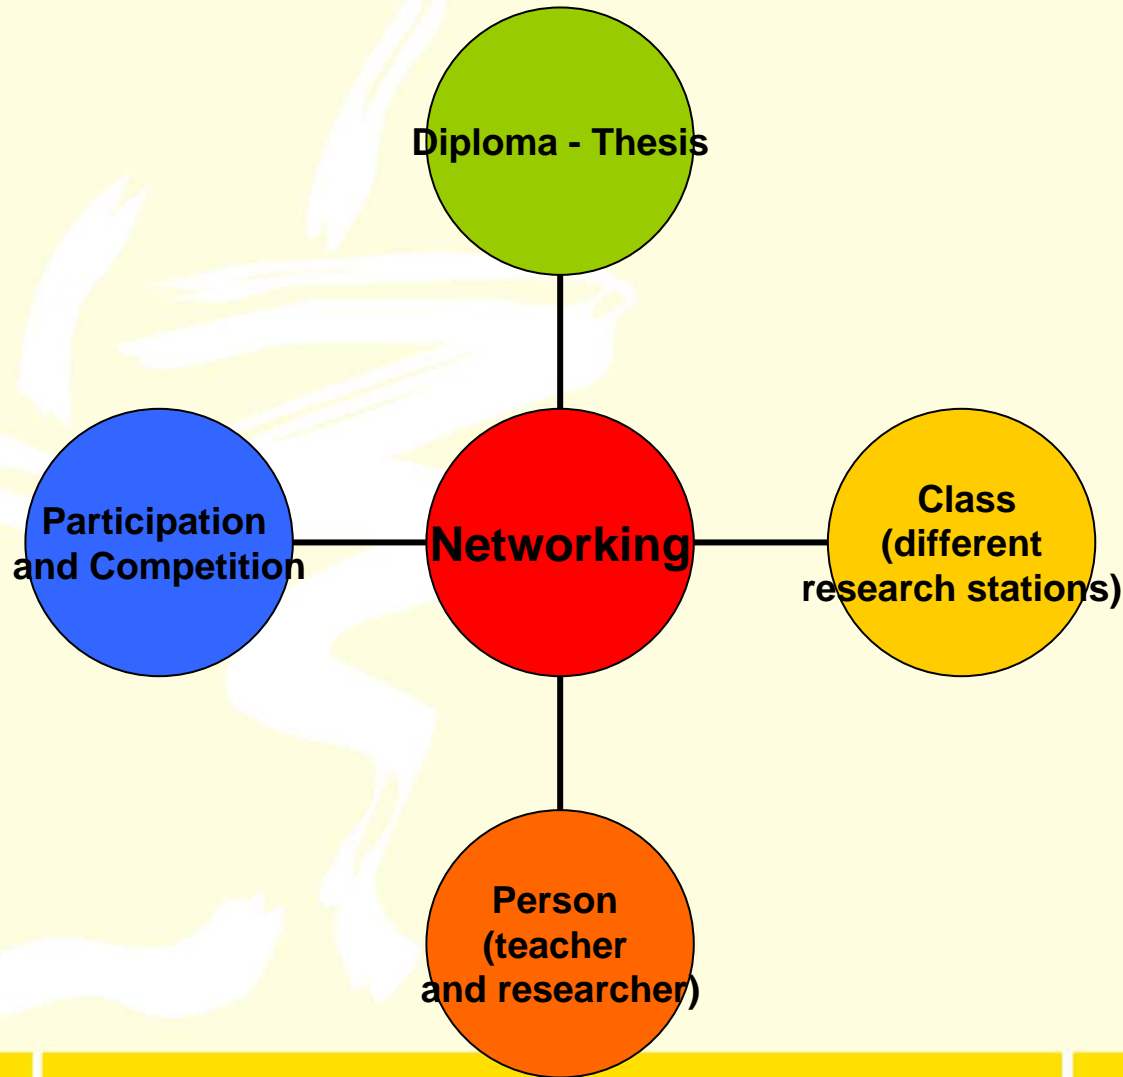 Diploma - Thesis
Participation
and Competition
Networking
Class
(different
research stations)
Person
(teacher
and researcher)